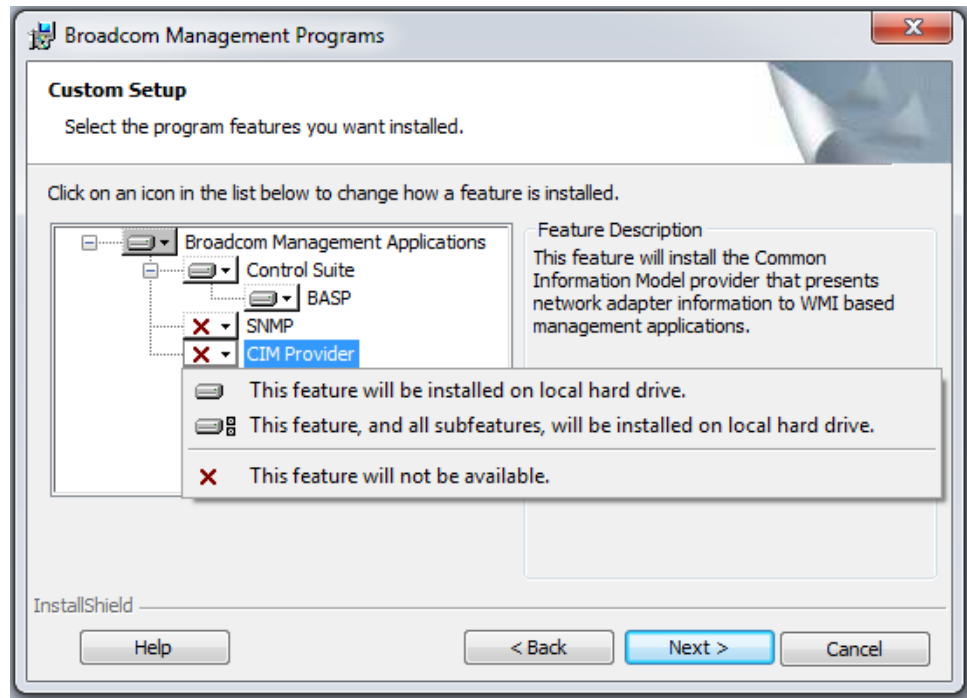 Broadcom Management Programs
Custom Setup
Select the program features you want installed.
Click on an icon in the list below to change how a feature is installed.
Broadcom Management Applications
Control Suite
BASP
SNMP
CIM Provider
Feature Description
This feature will install the Common
Information Model provider that presents
network adapter information to WMI based
management applications.
This feature will be installed on local hard drive.
This feature, and all subfeatures, will be installed on local hard drive.
This feature will not be available.
InstallShield
Help
< Back
Next >
Cancel